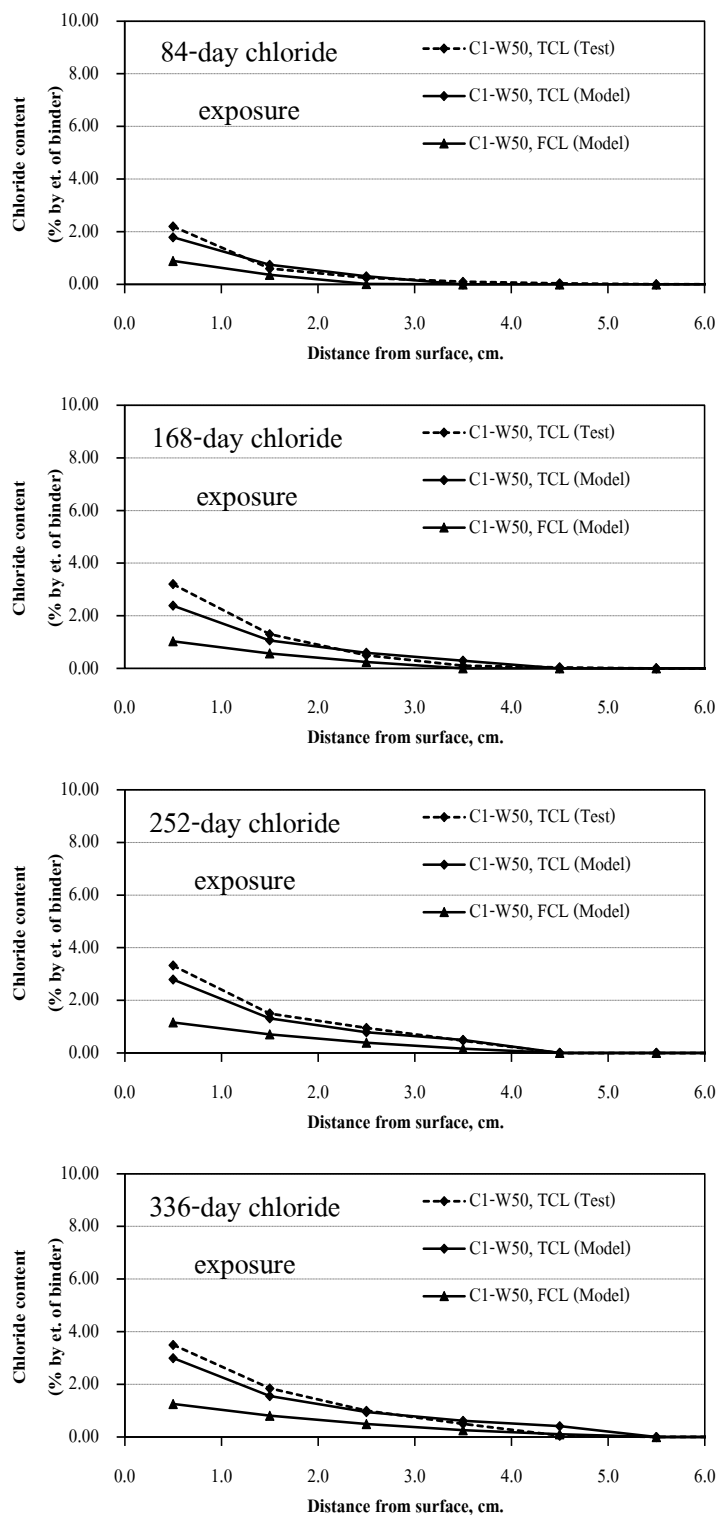 10.00
8.00
6.00
4.00
2.00
0.00
84-day chloride
exposure
C1-W50, TCL (Test)
C1-W50, TCL (Model)
C1-W50, FCL (Model)
Chloride content
(% by et. of binder)
0.0 1.0 2.0 3.0 4.0 5.0 6.0
Distance from surface, cm.
10.00
8.00
6.00
4.00
2.00
0.00
168-day chloride
exposure
C1-W50, TCL (Test)
C1-W50, TCL (Model)
C1-W50, FCL (Model)
Chloride content
(% by et. of binder)
0.0 1.0 2.0 3.0 4.0 5.0 6.0
Distance from surface, cm.
10.00
8.00
6.00
4.00
2.00
0.00
252-day chloride
exposure
C1-W50, TCL (Test)
C1-W50, TCL (Model)
C1-W50, FCL (Model)
Chloride content
(% by et. of binder)
0.0 1.0 2.0 3.0 4.0 5.0 6.0
Distance from surface, cm.
10.00
8.00
6.00
4.00
2.00
0.00
336-day chloride
exposure
C1-W50, TCL (Test)
C1-W50, TCL (Model)
C1-W50, FCL (Model)
Chloride content
(% by et. of binder)
0.0 1.0 2.0 3.0 4.0 5.0 6.0
Distance from surface, cm.